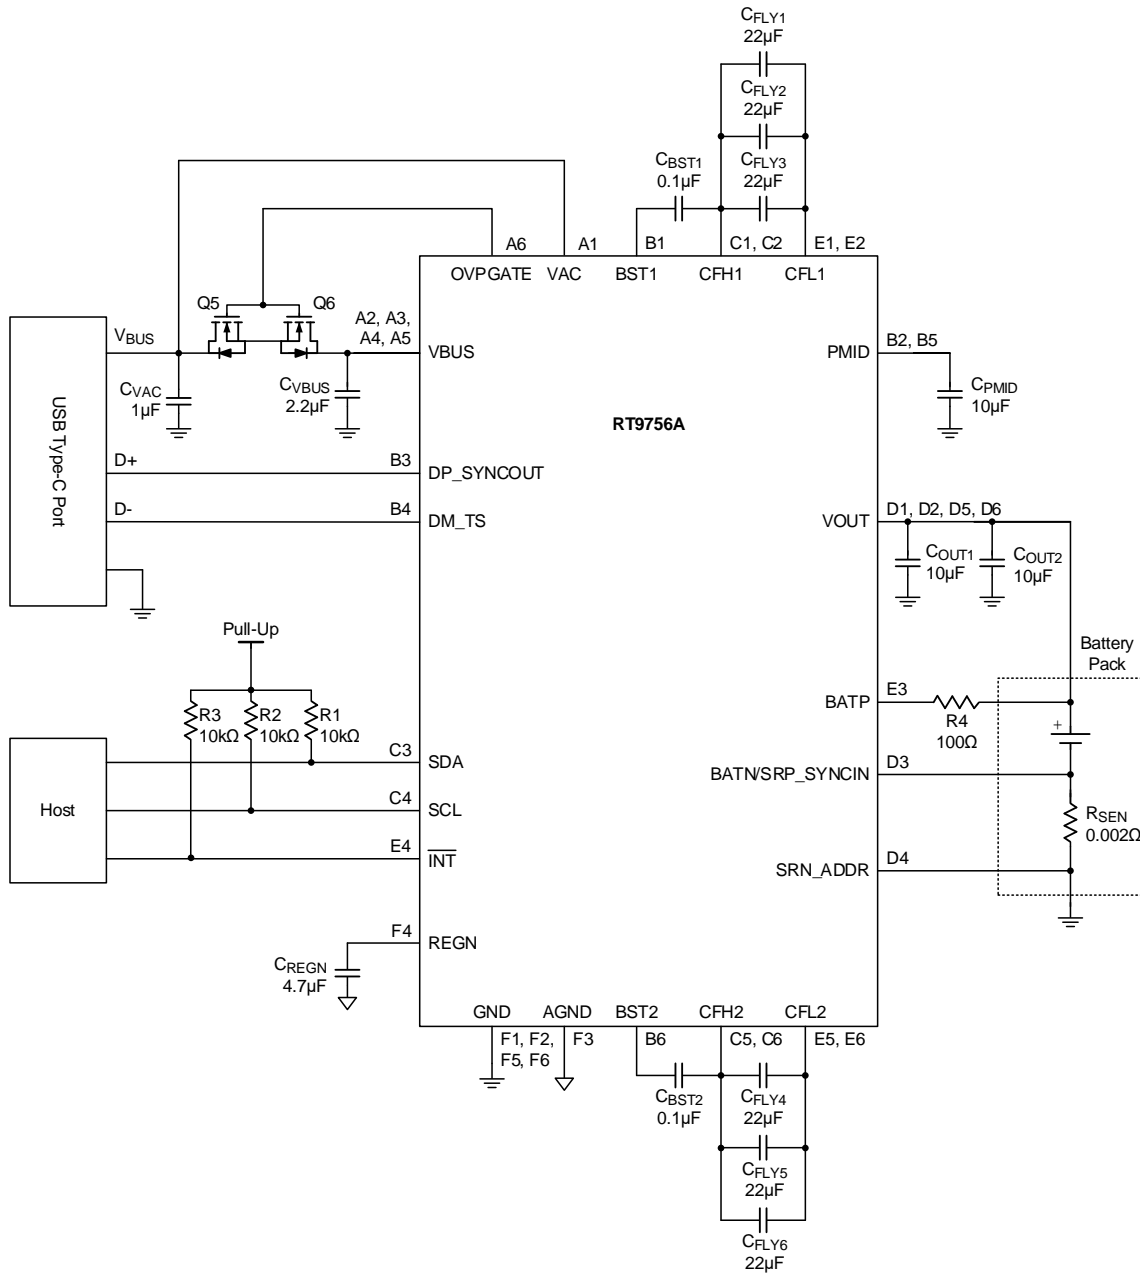 CFLY1
22µF
CFLY2
22µF
CFLY3
22µF
CBST1
0.1µF
A6
A1
B1
C1, C2
E1, E2
OVPGATE
VAC
BST1
CFH1
CFL1
Q5
Q6
A2, A3,
A4, A5
VBUS
VBUS
PMID
B2, B5
CVAC
1µF
CVBUS
2.2µF
CPMID
10µF
RT9756A
USB Type-C Port
D+
B3
DP_SYNCOUT
D-
B4
DM_TS
VOUT
D1, D2, D5, D6
COUT1
10µF
COUT2
10µF
Pull-Up
Battery
Pack
R3
10kΩ
R2
10kΩ
R1
10kΩ
BATP
E3
R4
100Ω
+
Host
C3
SDA
BATN/SRP_SYNCIN
D3
C4
SCL
RSEN
0.002Ω
E4
INT
SRN_ADDR
D4
F4
REGN
CREGN
4.7µF
GND
AGND
BST2
CFH2
CFL2
F1, F2,
F5, F6
F3
B6
C5, C6
E5, E6
CBST2
0.1µF
CFLY4
22µF
CFLY5
22µF
CFLY6
22µF